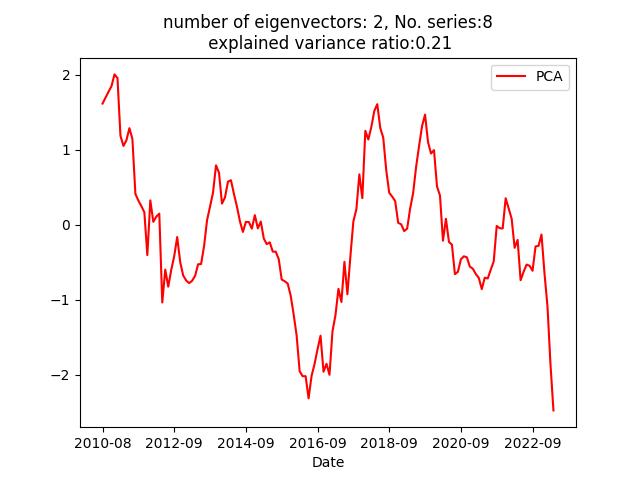 number of eigenvectors: 2, No. series:8
explained variance ratio:0.21
PCA
2
1
0
−1
−2
2010-08 2012-09 2014-09 2016-09 2018-09 2020-09 2022-09
Date